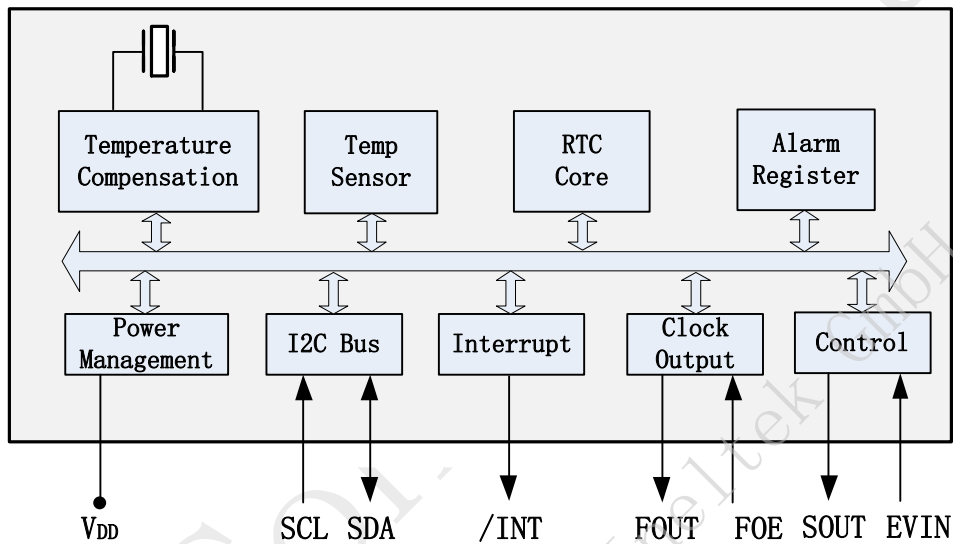 Temperature
Compensation
Temp
Sensor
RTC
Core
Alarm
Register
Power
Management
I2C Bus
Interrupt
Clock
Output
Control
VDD
SCL
SDA
/INT
FOUT
FOE
SOUT
EVIN
GmbH